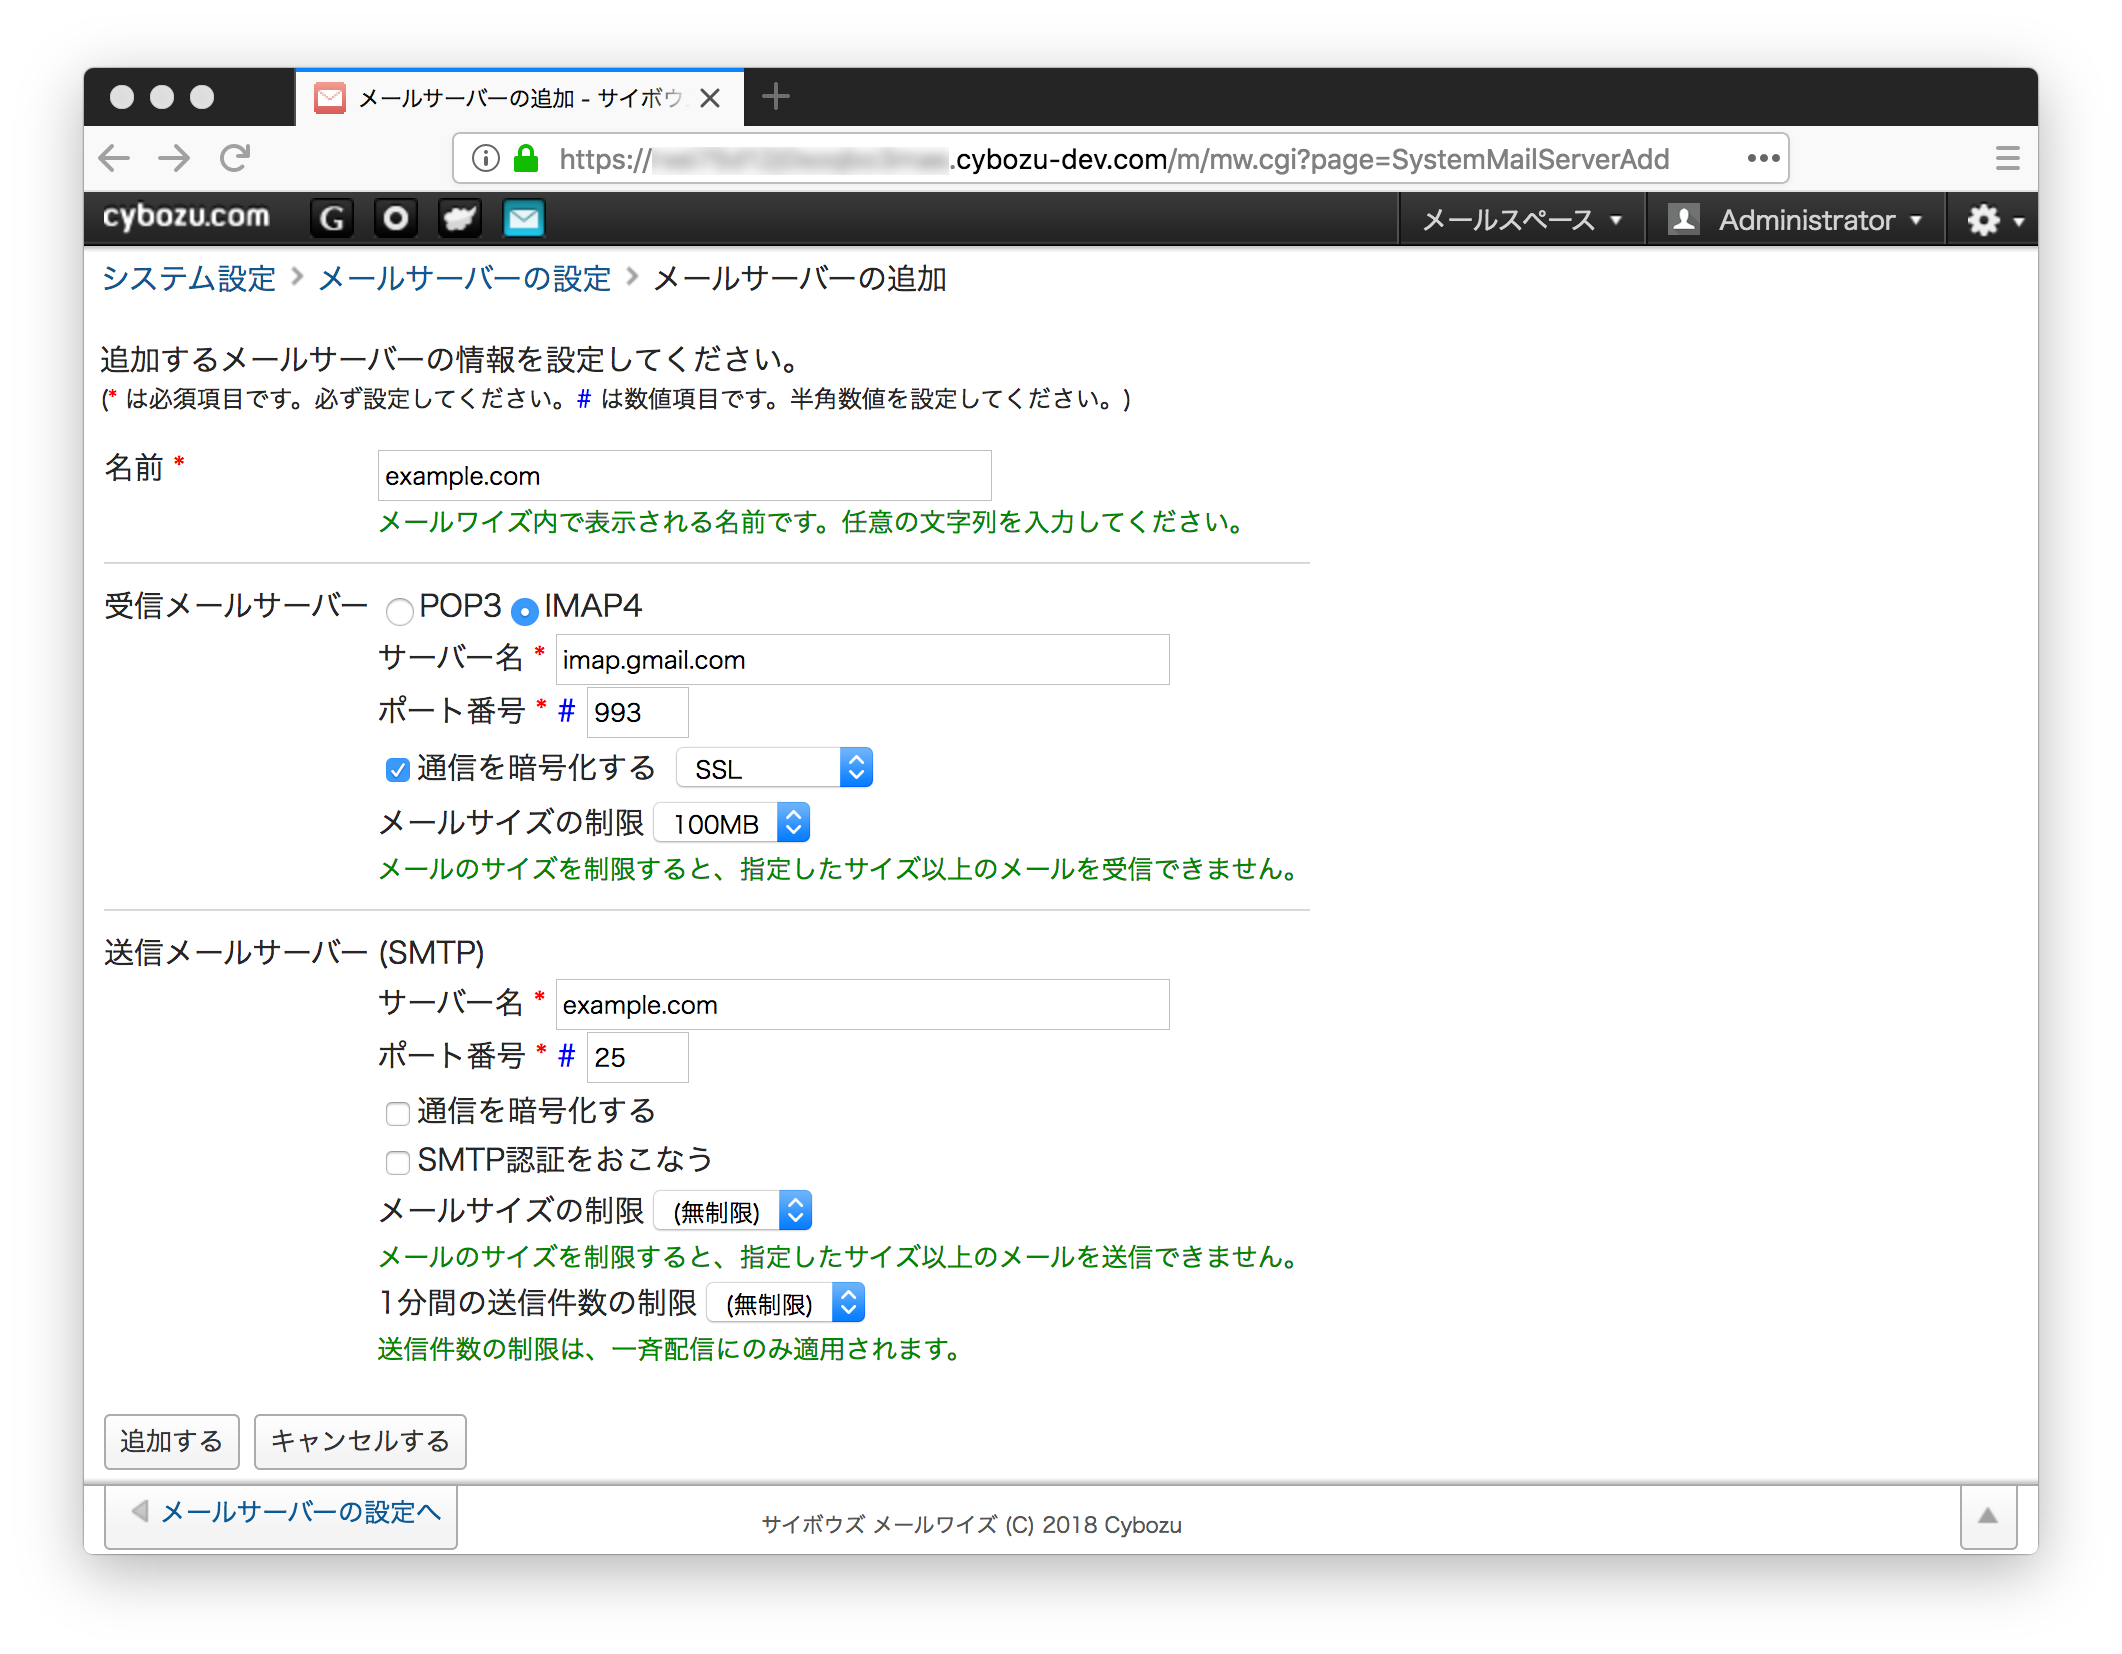 メールサーバーの追加 - サイボウ
https:// .cybozu-dev.com/m/mw.cgi?page=SystemMailServerAdd
cybozu.com G メールスペース Administrator
システム設定 > メールサーバーの設定 > メールサーバーの追加
追加するメールサーバーの情報を設定してください。
(* は必須項目です。必ず設定してください。# は数値項目です。半角数値を設定してください。)
名前 * example.com
メールワイズ内で表示される名前です。任意の文字列を入力してください。
受信メールサーバー POP3 IMAP4
サーバー名 * imap.gmail.com
ポート番号 * # 993
通信を暗号化する SSL
メールサイズの制限 100MB
メールのサイズを制限すると、指定したサイズ以上のメールを受信できません。
送信メールサーバー (SMTP)
サーバー名 * example.com
ポート番号 * # 25
通信を暗号化する
SMTP認証をおこなう
メールサイズの制限 (無制限)
メールのサイズを制限すると、指定したサイズ以上のメールを送信できません。
1分間の送信件数の制限 (無制限)
送信件数の制限は、一斉配信にのみ適用されます。
追加する キャンセルする
メールサーバーの設定へ
サイボウズ メールワイズ (C) 2018 Cybozu